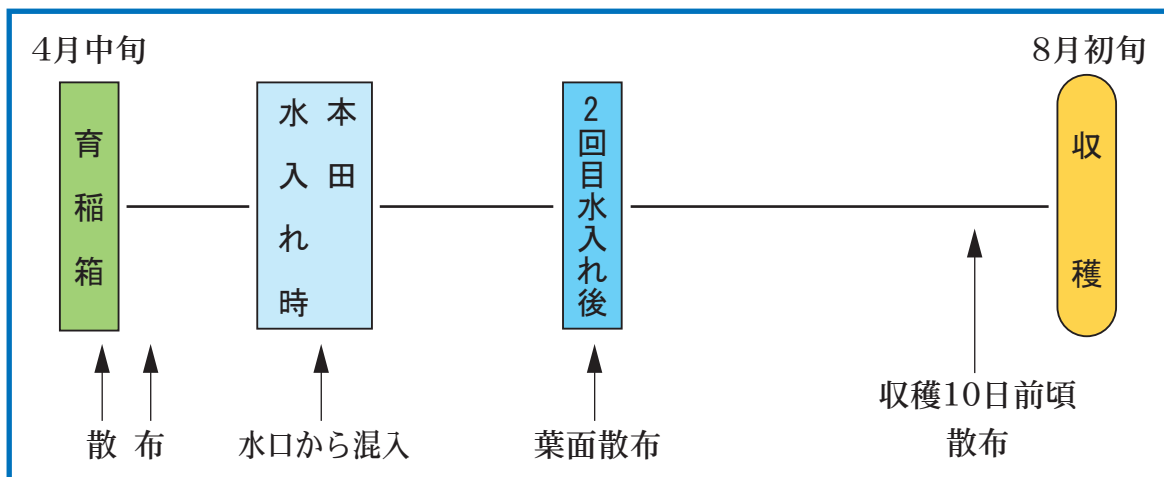 4月中旬
8月初旬
育稲箱
本田
水入れ時
2回目水入れ後
収穫
散布
水口から混入
葉面散布
収穫10日前頃
散布